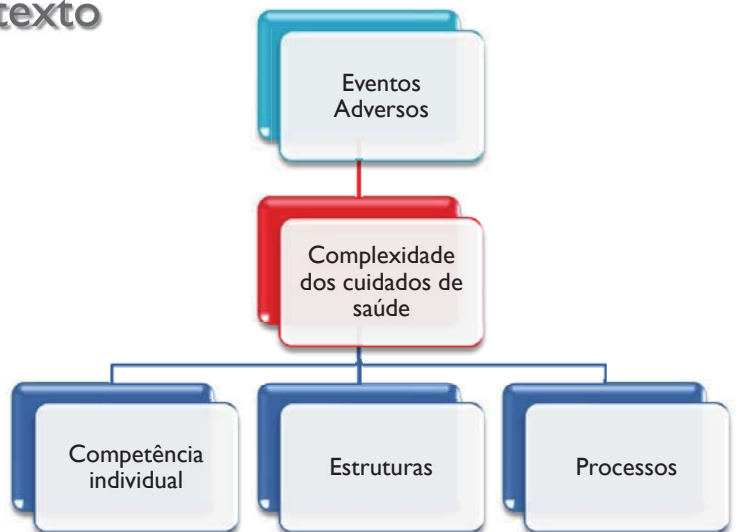 texto
Eventos
Adversos
Complexidade
dos cuidados de
saúde
Competência
individual
Estruturas
Processos